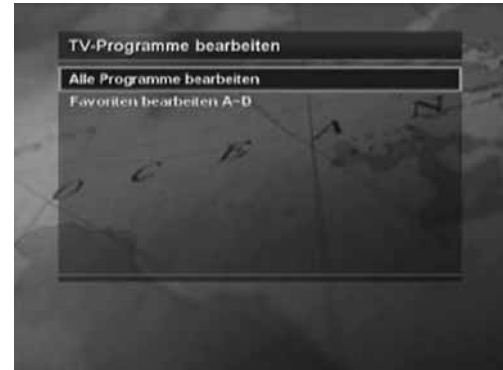 TV-Programme bearbeiten
Alle Programme bearbeiten
Favoriten bearbeiten A-D
O C E A N